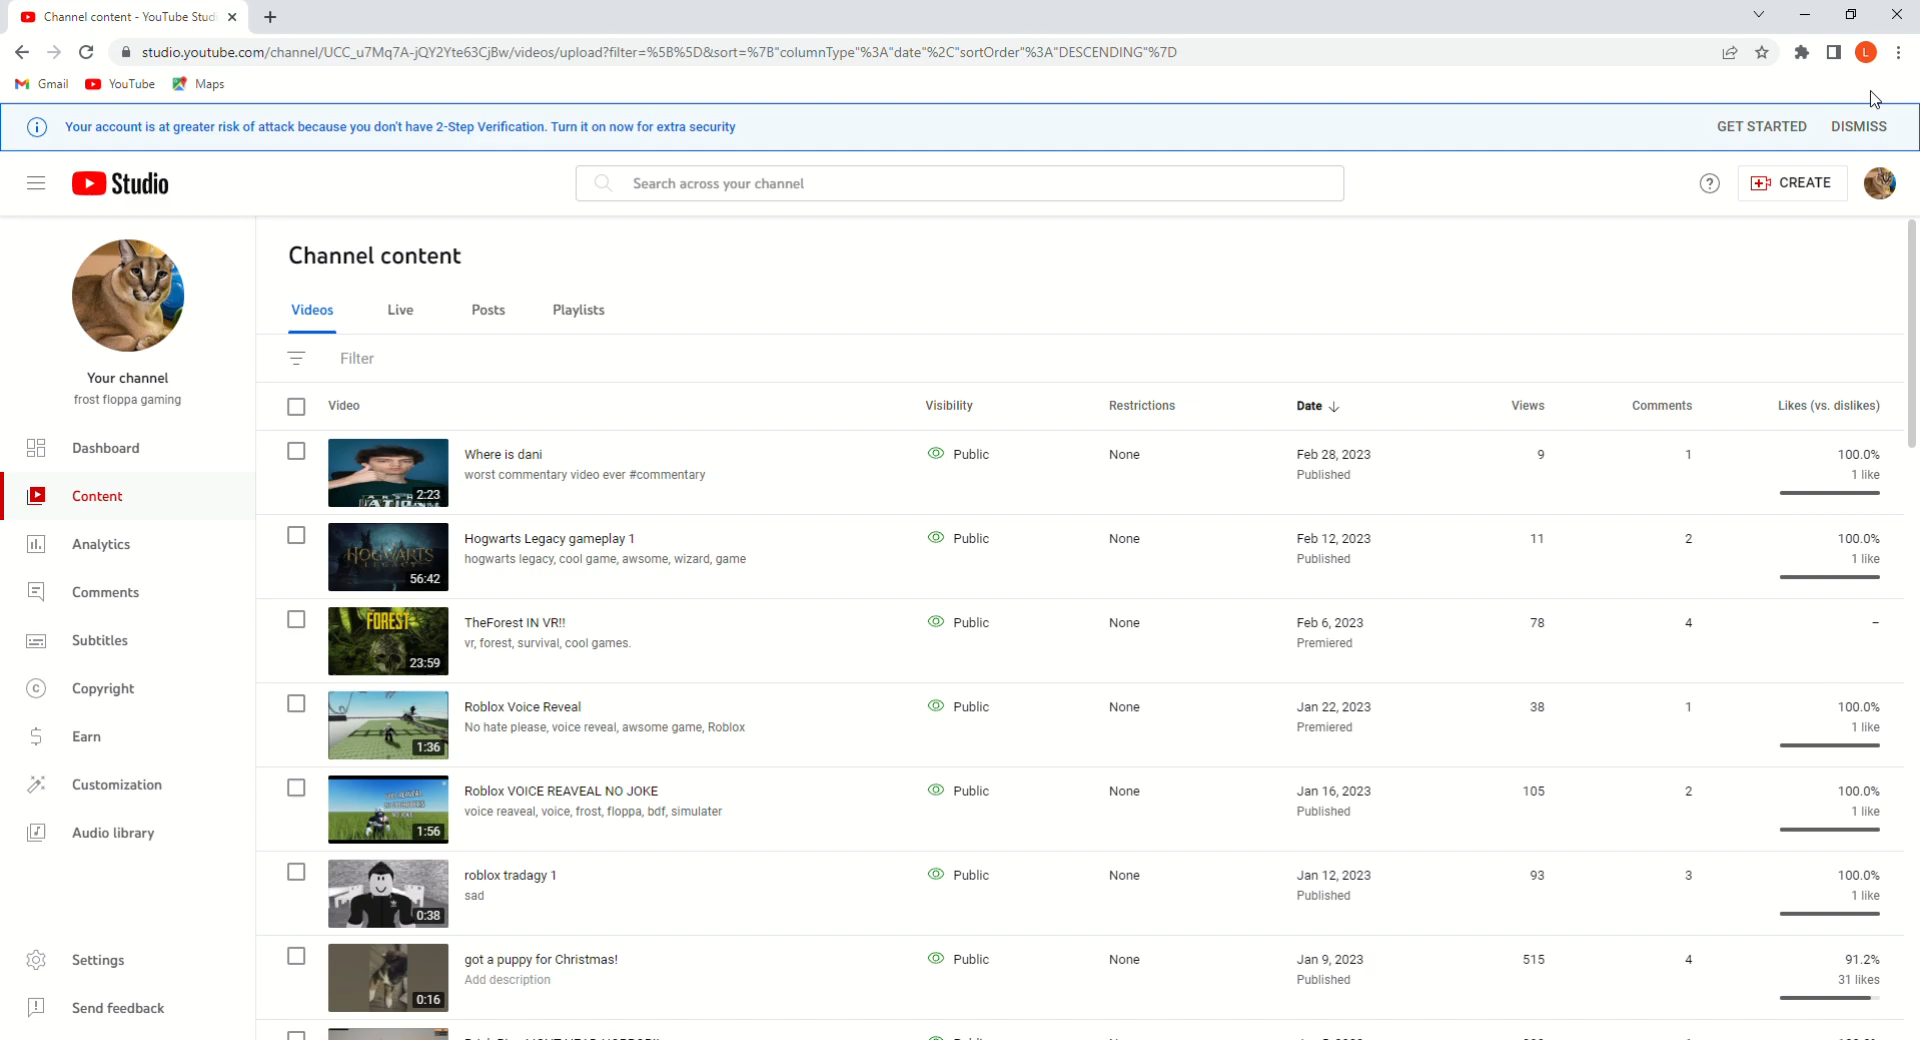 Channel content - YouTube Studi
studio.youtube.com/channel/UCC_u7Mq7A-jQY2Yte63CjBw/videos/upload?filter=%5B%5D&sort=%7B"columnType"%3A"date"%2C"sortOrder"%3A"DESCENDING"%7D
L
Gmail YouTube Maps
Your account is at greater risk of attack because you don't have 2-Step Verification. Turn it on now for extra security GET STARTED DISMISS
Studio Search across your channel CREATE
Channel content
Your channel
frost floppa gaming
Videos Live Posts Playlists
Filter
Video Visibility Restrictions Date Views Comments Likes (vs. dislikes)
Dashboard
Content
Analytics
Comments
Subtitles
Copyright
Earn
Customization
Audio library
Settings
Send feedback
Where is dani Public None Feb 28, 2023 9 1 100.0%
worst commentary video ever #commentary Published 1 like
2:23
Hogwarts Legacy gameplay 1 Public None Feb 12, 2023 11 2 100.0%
hogwarts legacy, cool game, awsome, wizard, game Published 1 like
HOGWARTS
LEGACY
56:42
TheForest IN VR!! Public None Feb 6, 2023 78 4 –
vr, forest, survival, cool games. Premiered
FOREST
23:59
Roblox Voice Reveal Public None Jan 22, 2023 38 1 100.0%
No hate please, voice reveal, awsome game, Roblox Premiered 1 like
1:36
Roblox VOICE REAVEAL NO JOKE Public None Jan 16, 2023 105 2 100.0%
voice reaveal, voice, frost, floppa, bdf, simulater Published 1 like
1:56
roblox tradagy 1 Public None Jan 12, 2023 93 3 100.0%
sad Published 1 like
0:38
got a puppy for Christmas! Public None Jan 9, 2023 515 4 91.2%
Add description Published 31 likes
0:16